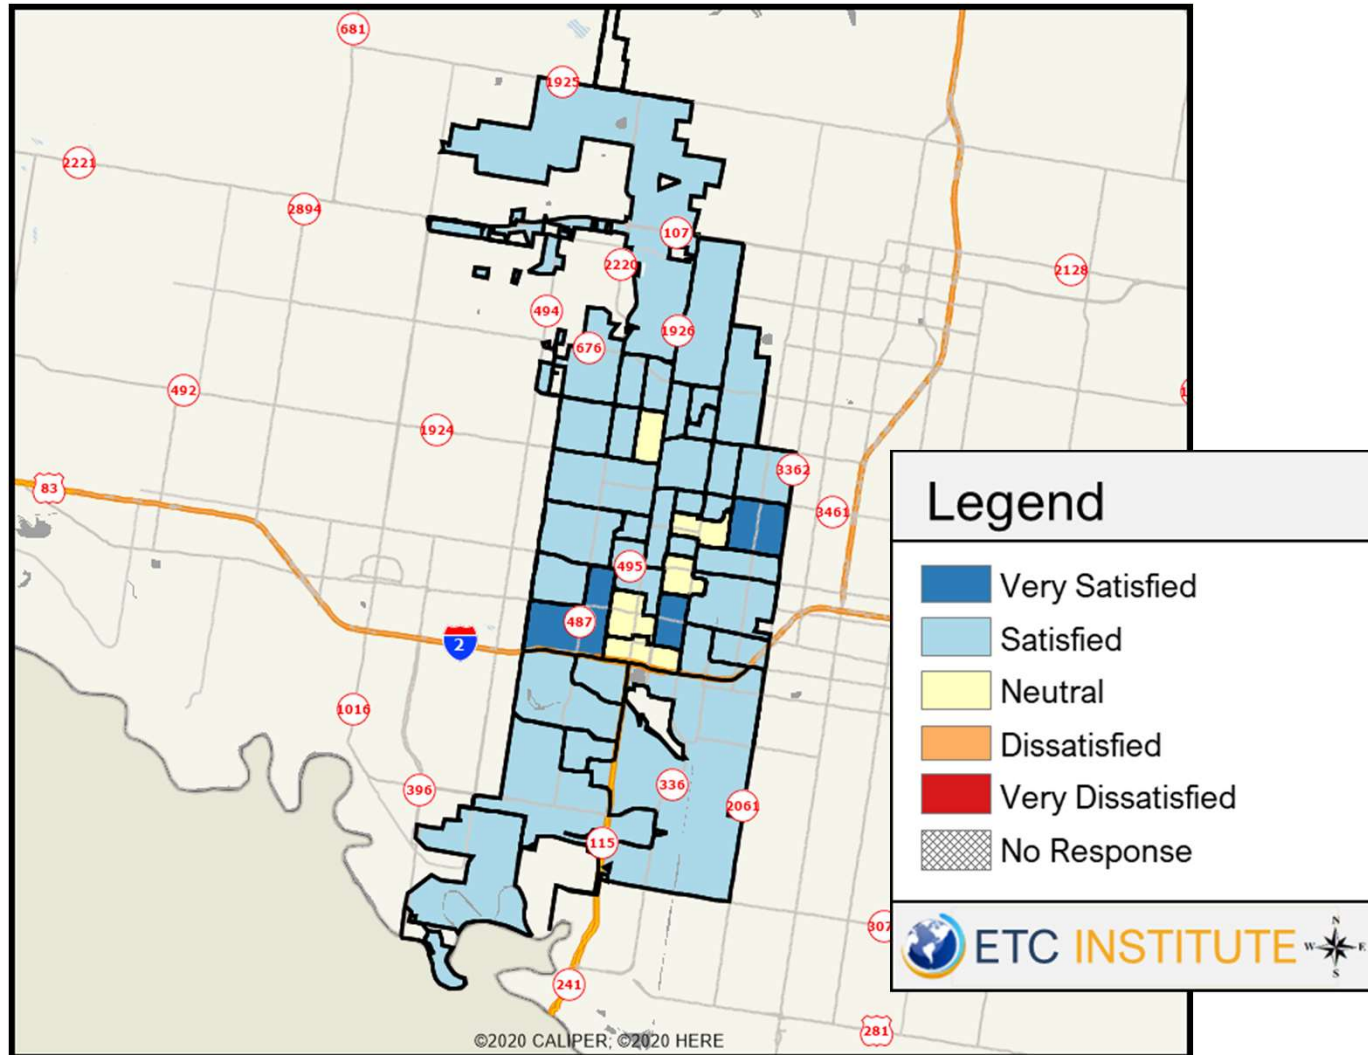 681
1925
2221
2894
107
2220
2128
494
1926
676
492
1924
3362
83
3461
495
487
2
1016
336
396
2061
115
307
241
281
©2020 CALIPER; ©2020 HERE
Legend
Very Satisfied
Satisfied
Neutral
Dissatisfied
Very Dissatisfied
No Response
ETC INSTITUTE
N
W E
S